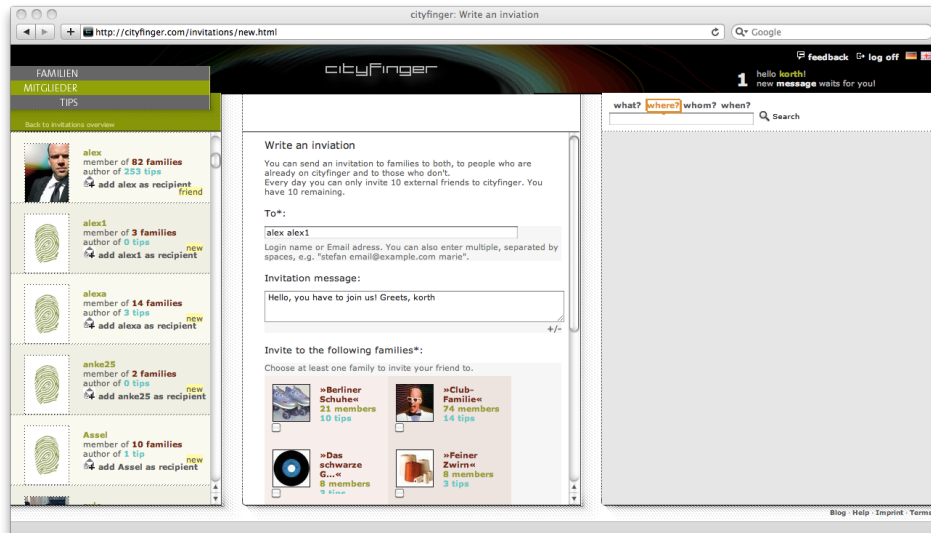 cityfinger: Write an inviation
http://cityfinger.com/invitations/new.html
Google
cityfinger
feedback log off
1 hello korth!
new message waits for you!
FAMILIEN
MITGLIEDER
TIPS
Back to invitations overview
alex
member of 82 families
author of 253 tips
add alex as recipient
friend
alex1
member of 3 families
author of 0 tips
new
add alex1 as recipient
alexa
member of 14 families
author of 3 tips
new
add alexa as recipient
anke25
member of 2 families
author of 0 tips
new
add anke25 as recipient
Assel
member of 10 families
author of 1 tip
new
add Assel as recipient
Write an inviation
You can send an invitation to families to both, to people who are
already on cityfinger and to those who don't.
Every day you can only invite 10 external friends to cityfinger. You
have 10 remaining.
To*:
alex alex1
Login name or Email adress. You can also enter multiple, separated by
spaces, e.g. "stefan email@example.com marie".
Invitation message:
Hello, you have to join us! Greets, korth
+/-
Invite to the following families*:
Choose at least one family to invite your friend to.
»Berliner
Schuhe«
21 members
10 tips
»Club-
Familie«
74 members
14 tips
»Das
schwarze
G...«
8 members
3 tips
»Feiner
Zwirn«
8 members
3 tips
what? where? whom? when?
Search
Blog · Help · Imprint · Terms